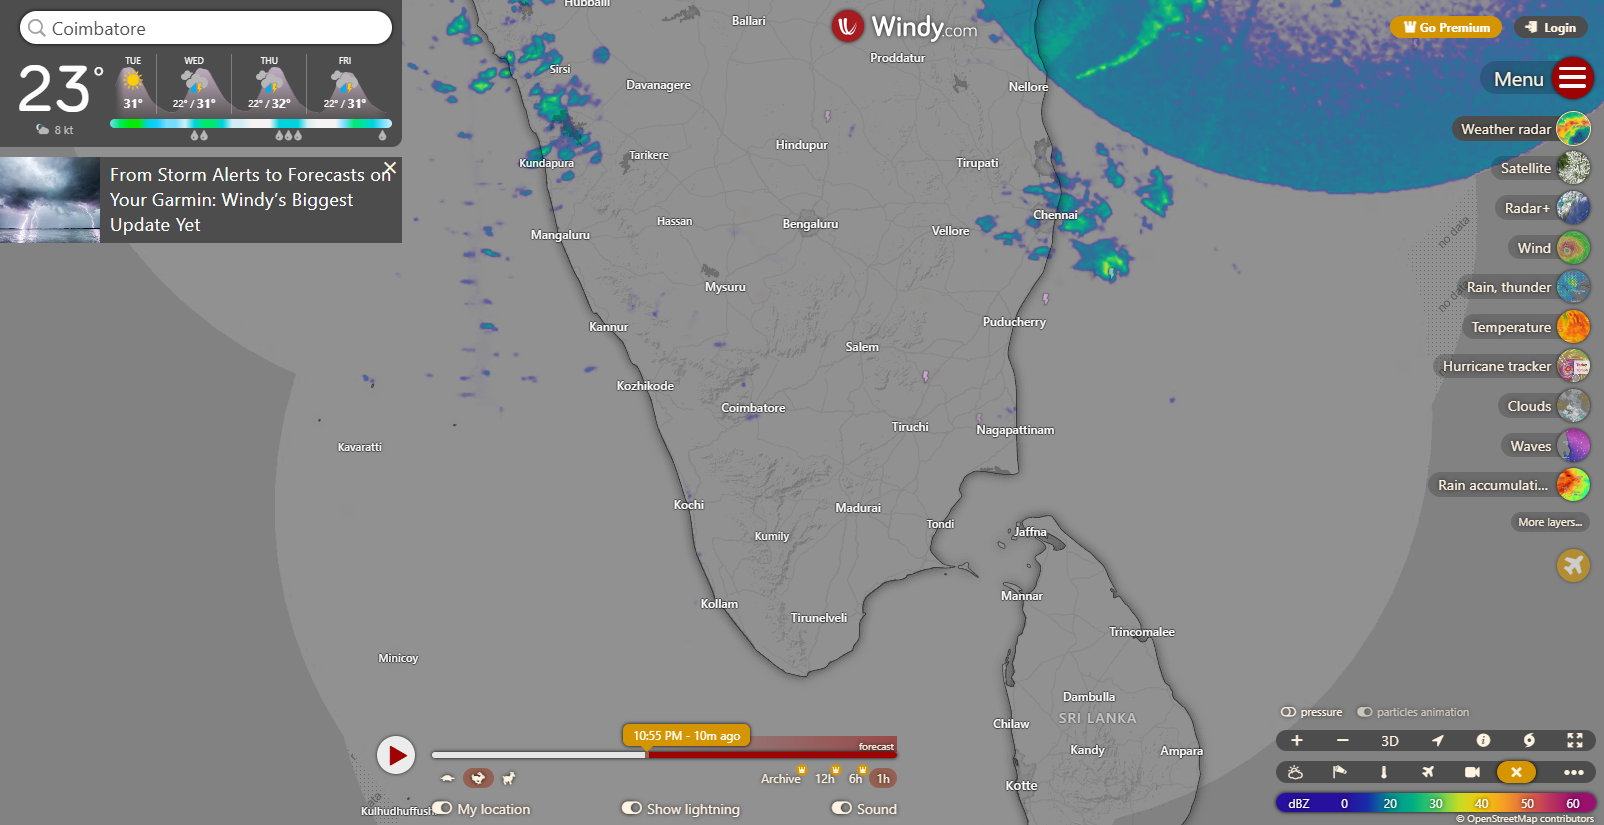 Coimbatore
23°
8 kt
TUE
31°
WED
22° / 31°
THU
22° / 32°
FRI
22° / 31°
From Storm Alerts to Forecasts on
Your Garmin: Windy's Biggest
Update Yet
Windy.com
Go Premium
Login
Menu
Weather radar
Satellite
Radar+
Wind
Rain, thunder
Temperature
Hurricane tracker
Clouds
Waves
Rain accumulati...
More layers...
Hubballi
Ballari
Proddatur
Sirsi
Davanagere
Nellore
Hindupur
Kundapura
Tarikere
Tirupati
Chennai
Hassan
Bengaluru
Vellore
Mangaluru
no data
no data
Mysuru
Kannur
Puducherry
Salem
Kozhikode
Coimbatore
Tiruchi
Nagapattinam
Kavaratti
Kochi
Madurai
Tondi
Jaffna
Kumily
Mannar
Kollam
Tirunelveli
Trincomalee
Minicoy
Dambulla
Chilaw
SRI LANKA
Kandy
Ampara
Kotte
Kulhudhuffush
10:55 PM - 10m ago
forecast
Archive
12h
6h
1h
My location
Show lightning
Sound
pressure
particles animation
+
−
3D
dBZ
0
20
30
40
50
60
© OpenStreetMap contributors